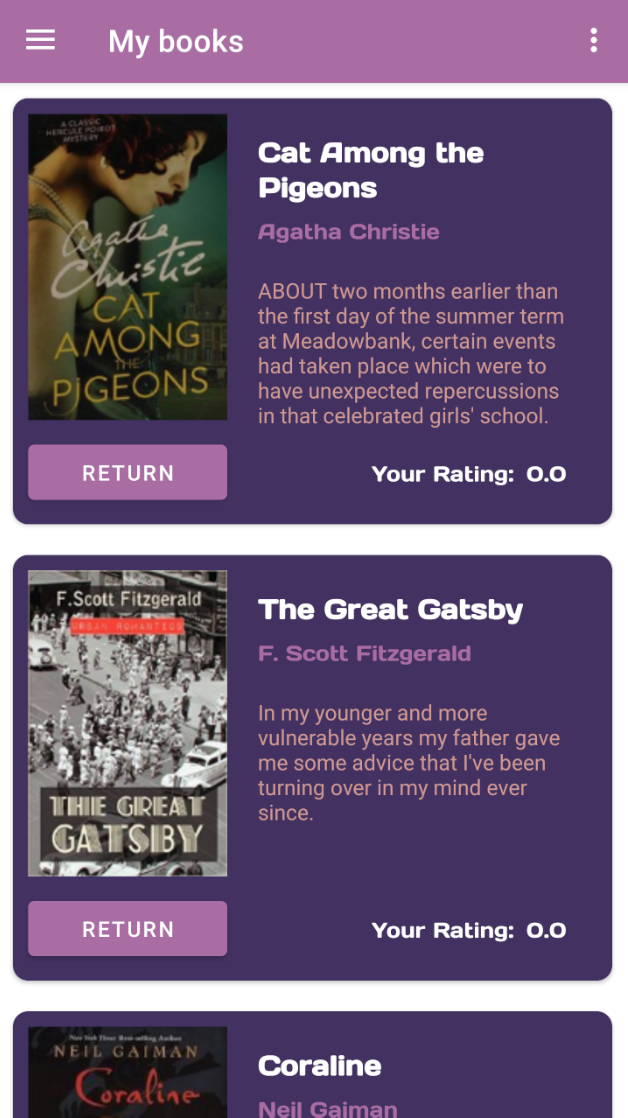 My books
A CLASSIC
HERCULE POIROT
MYSTERY
Agatha
Christie
CAT
AMONG
THE
PIGEONS
Cat Among the
Pigeons
Agatha Christie
ABOUT two months earlier than
the first day of the summer term
at Meadowbank, certain events
had taken place which were to
have unexpected repercussions
in that celebrated girls' school.
RETURN
Your Rating: 0.0
F.Scott Fitzgerald
URBAN ROMANTICS
THE GREAT
GATSBY
The Great Gatsby
F. Scott Fitzgerald
In my younger and more
vulnerable years my father gave
me some advice that I've been
turning over in my mind ever
since.
RETURN
Your Rating: 0.0
New York Times Best-selling Author
NEIL GAIMAN
Coraline
Coraline
Neil Gaiman